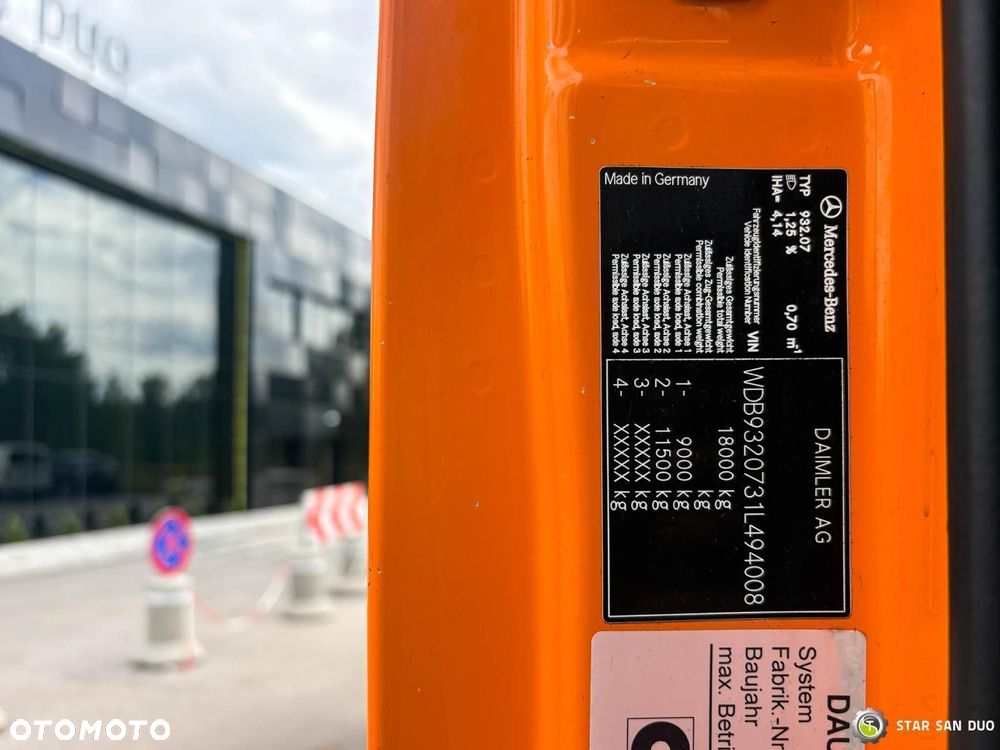 Mercedes-Benz
TYP 932.07
1,25 % 0,70 m⁻¹
IHA= 4,14
Fahrzeugidentifizierungsnummer
Vehicle Identification Number VIN
WDB9320731L494008
DAIMLER AG
Zulässiges Gesamtgewicht
Permissible total weight
18000 kg
Zulässiges Zug-Gesamtgewicht
Permissible combination weight
kg
Zulässige Achslast, Achse 1
Permissible axle load, axle 1
1- 9000 kg
Zulässige Achslast, Achse 2
Permissible axle load, axle 2
2- 11500 kg
Zulässige Achslast, Achse 3
Permissible axle load, axle 3
3- XXXXX kg
Zulässige Achslast, Achse 4
Permissible axle load, axle 4
4- XXXXX kg
Made in Germany
DAU
System
Fabrik.-Nr
Baujahr
max. Betri
duo
OTOMOTO
STAR SAN DUO